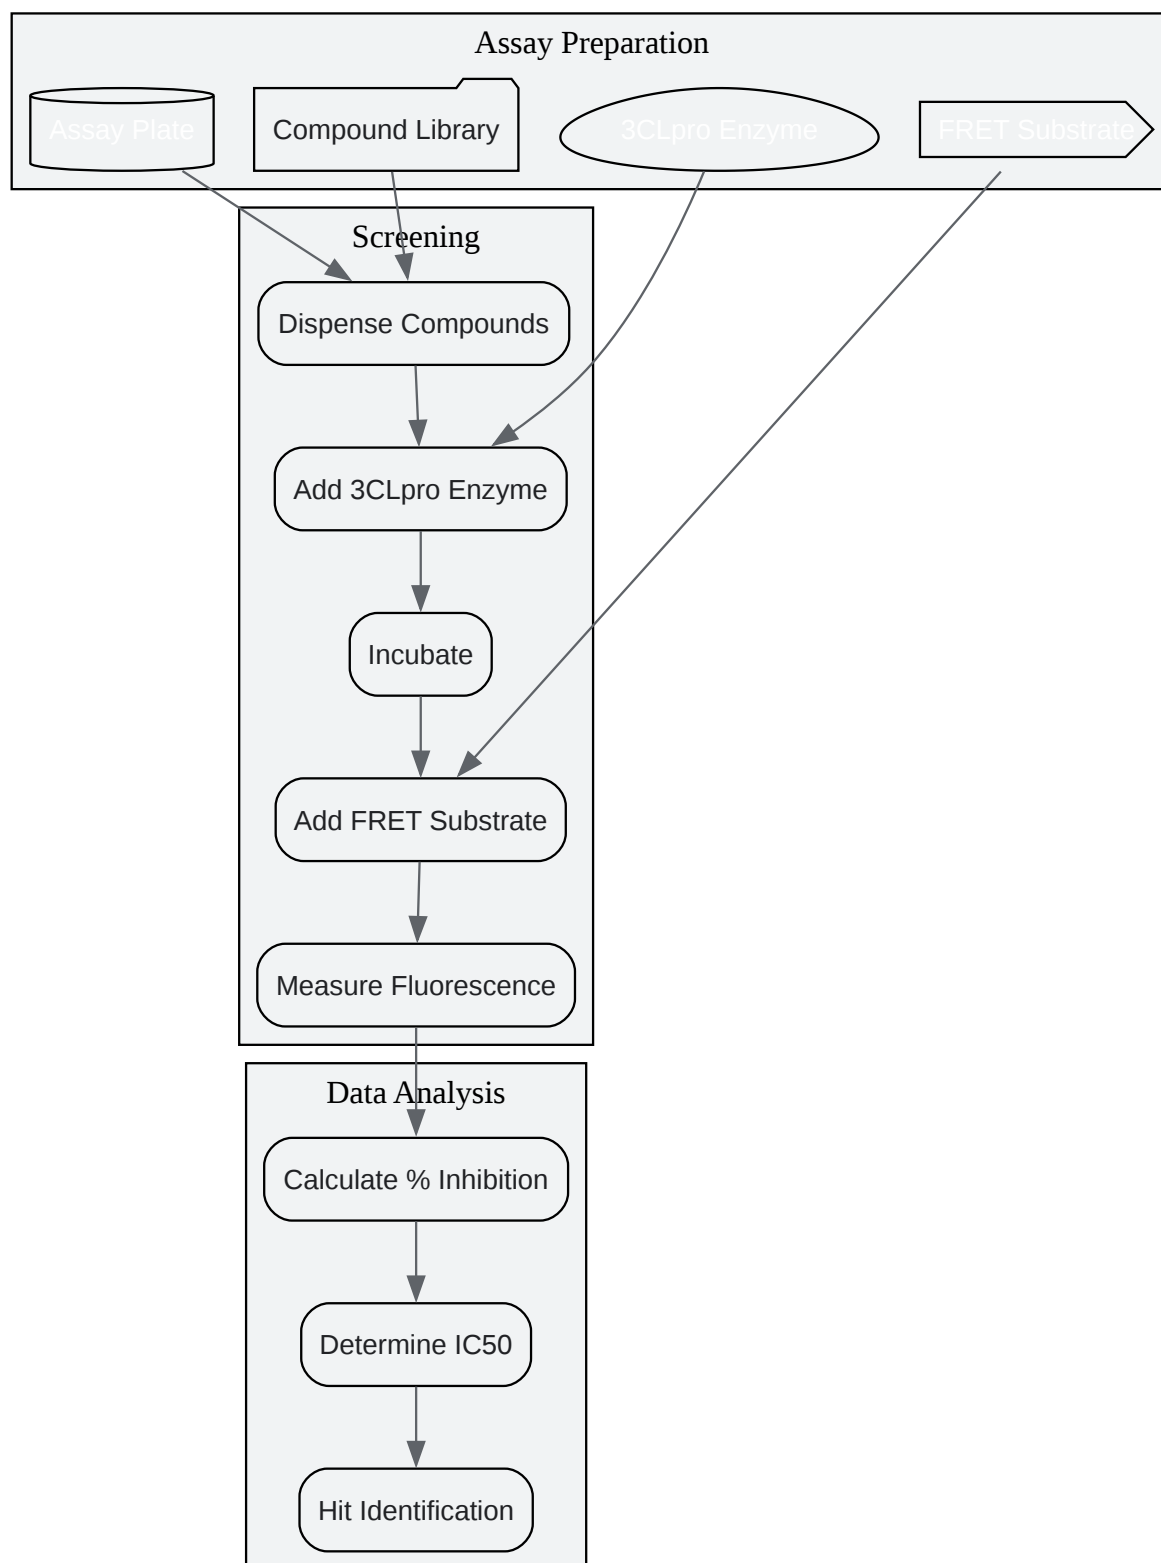 Assay Preparation
Assay Plate
Compound Library
3CLpro Enzyme
FRET Substrate
Screening
Dispense Compounds
Add 3CLpro Enzyme
Incubate
Add FRET Substrate
Measure Fluorescence
Data Analysis
Calculate % Inhibition
Determine IC50
Hit Identification